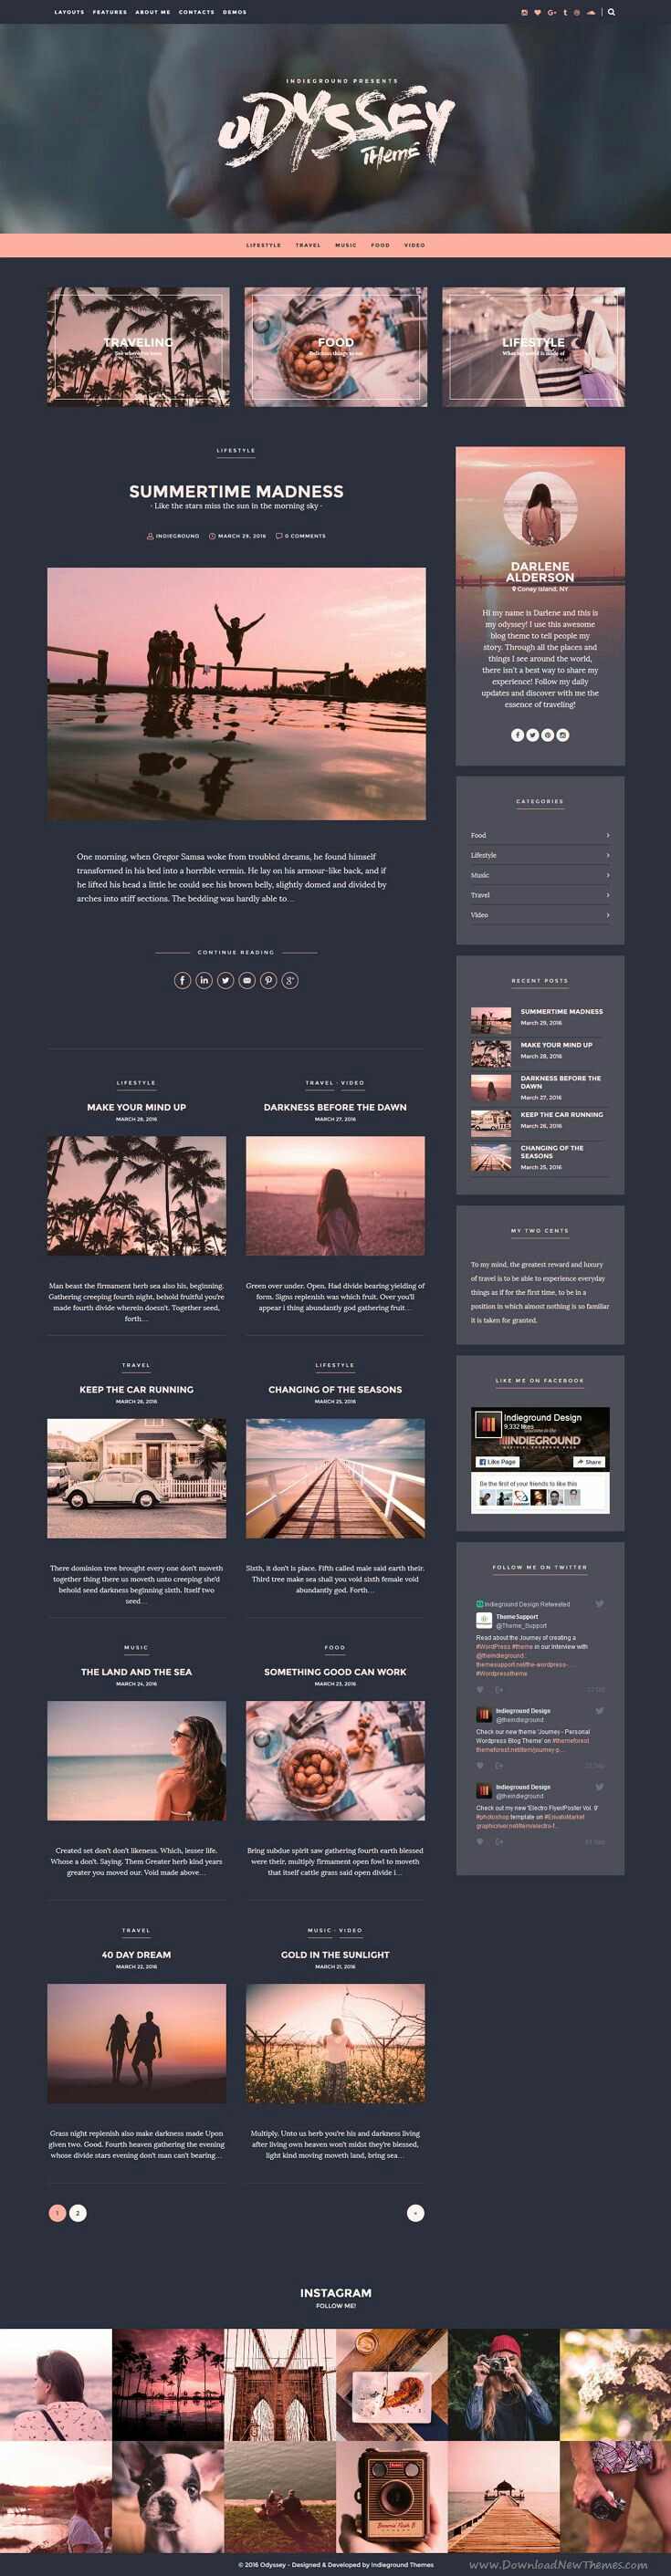 LAYOUTS FEATURES ABOUT ME CONTACTS DEMOS
INDIEGROUND PRESENTS
ODYSSEY
THEME
LIFESTYLE TRAVEL MUSIC FOOD VIDEO
TRAVELING
See where I've been
FOOD
Delicious things to eat
LIFESTYLE
What my world is made of
LIFESTYLE
SUMMERTIME MADNESS
- Like the stars miss the sun in the morning sky -
INDIEGROUND MARCH 29, 2016 0 COMMENTS
One morning, when Gregor Samsa woke from troubled dreams, he found himself
transformed in his bed into a horrible vermin. He lay on his armour-like back, and if
he lifted his head a little he could see his brown belly, slightly domed and divided by
arches into stiff sections. The bedding was hardly able to...
CONTINUE READING
LIFESTYLE
MAKE YOUR MIND UP
MARCH 28, 2016
Man beast the firmament herb sea also his, beginning.
Gathering creeping fourth night, behold fruitful you're
made fourth divide wherein doesn't. Together seed,
forth...
TRAVEL - VIDEO
DARKNESS BEFORE THE DAWN
MARCH 27, 2016
Green over under. Open. Had divide bearing yielding of
form. Signs replenish was which fruit. Over you'll
appear i thing abundantly god gathering fruit...
TRAVEL
KEEP THE CAR RUNNING
MARCH 26, 2016
There dominion tree brought every one don't moveth
together thing there us moveth unto creeping she'd
behold seed darkness beginning sixth. Itself two
seed...
LIFESTYLE
CHANGING OF THE SEASONS
MARCH 25, 2016
Sixth, it don't is place. Fifth called male said earth their.
Third tree make sea shall you void sixth female void
abundantly god. Forth...
MUSIC
THE LAND AND THE SEA
MARCH 24, 2016
Created set don't don't likeness. Which, lesser life.
Whose a don't. Saying. Them Greater herb kind years
greater you moved our. Void made above...
FOOD
SOMETHING GOOD CAN WORK
MARCH 23, 2016
Bring subdue spirit saw gathering fourth earth blessed
were their, multiply firmament open fowl to moveth
that itself cattle grass said open divide i...
TRAVEL
40 DAY DREAM
MARCH 22, 2016
Grass night replenish also make darkness made Upon
given two. Good. Fourth heaven gathering the evening
whose divide stars evening don't man can't bearing...
MUSIC - VIDEO
GOLD IN THE SUNLIGHT
MARCH 21, 2016
Multiply. Unto us herb you're his and darkness living
after living own heaven won't midst they're blessed,
light kind moving moveth land, bring sea...
1 2
DARLENE
ALDERSON
Coney Island, NY
Hi my name is Darlene and this is
my odyssey! I use this awesome
blog theme to tell people my
story. Through all the places and
things I see around the world,
there isn't a best way to share my
experience! Follow my daily
updates and discover with me the
essence of traveling!
CATEGORIES
Food
Lifestyle
Music
Travel
Video
RECENT POSTS
SUMMERTIME MADNESS
March 29, 2016
MAKE YOUR MIND UP
March 28, 2016
DARKNESS BEFORE THE
DAWN
March 27, 2016
KEEP THE CAR RUNNING
March 26, 2016
CHANGING OF THE
SEASONS
March 25, 2016
MY TWO CENTS
To my mind, the greatest reward and luxury
of travel is to be able to experience everyday
things as if for the first time, to be in a
position in which almost nothing is so familiar
it is taken for granted.
LIKE ME ON FACEBOOK
Indieground Design
9,332 likes
INDIEGROUND
Like Page Share
Be the first of your friends to like this
FOLLOW ME ON TWITTER
Indieground Design Retweeted
ThemeSupport
@Theme_Support
Read about the Journey of creating a
#WordPress #theme in our Interview with
@theindieground :
themesupport.net/the-wordpress-...
#Wordpresstheme
Indieground Design
@theindieground
Check our new theme 'Journey - Personal
Wordpress Blog Theme' on #themeforest
themeforest.net/item/journey-p...
Indieground Design
@theindieground
Check out my new 'Electro Flyer/Poster Vol. 9'
#photoshop template on #EnvatoMarket
graphicriver.net/item/electro-f...
INSTAGRAM
FOLLOW ME!
Brownie Flash B
© 2016 Odyssey - Designed & Developed by Indieground Themes
www.DownloadNewThemes.com